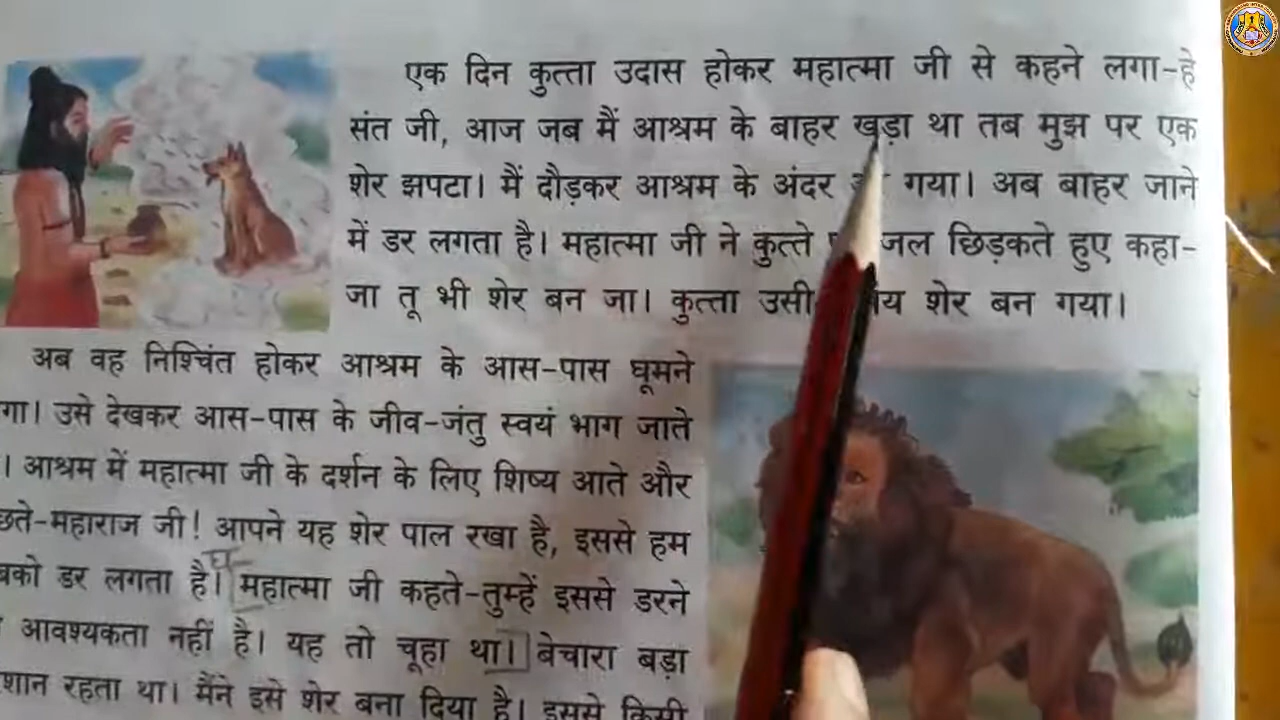 एक दिन कुत्ता उदास होकर महात्मा जी से कहने लगा-हे
संत जी, आज जब मैं आश्रम के बाहर खड़ा था तब मुझ पर एक
शेर झपटा। मैं दौड़कर आश्रम के अंदर गया। अब बाहर जाने
में डर लगता है। महात्मा जी ने कुत्ते जल छिड़कते हुए कहा-
जा तू भी शेर बन जा। कुत्ता उसी शेर बन गया।
अब वह निश्चिंत होकर आश्रम के आस-पास घूमने
गा। उसे देखकर आस-पास के जीव-जंतु स्वयं भाग जाते
। आश्रम में महात्मा जी के दर्शन के लिए शिष्य आते और
छते-महाराज जी! आपने यह शेर पाल रखा है, इससे हम
बको डर लगता है। महात्मा जी कहते-तुम्हें इससे डरने
आवश्यकता नहीं है। यह तो चूहा था। बेचारा बड़ा
शान रहता था। मैंने इसे शेर बना दिया है। इससे किसी